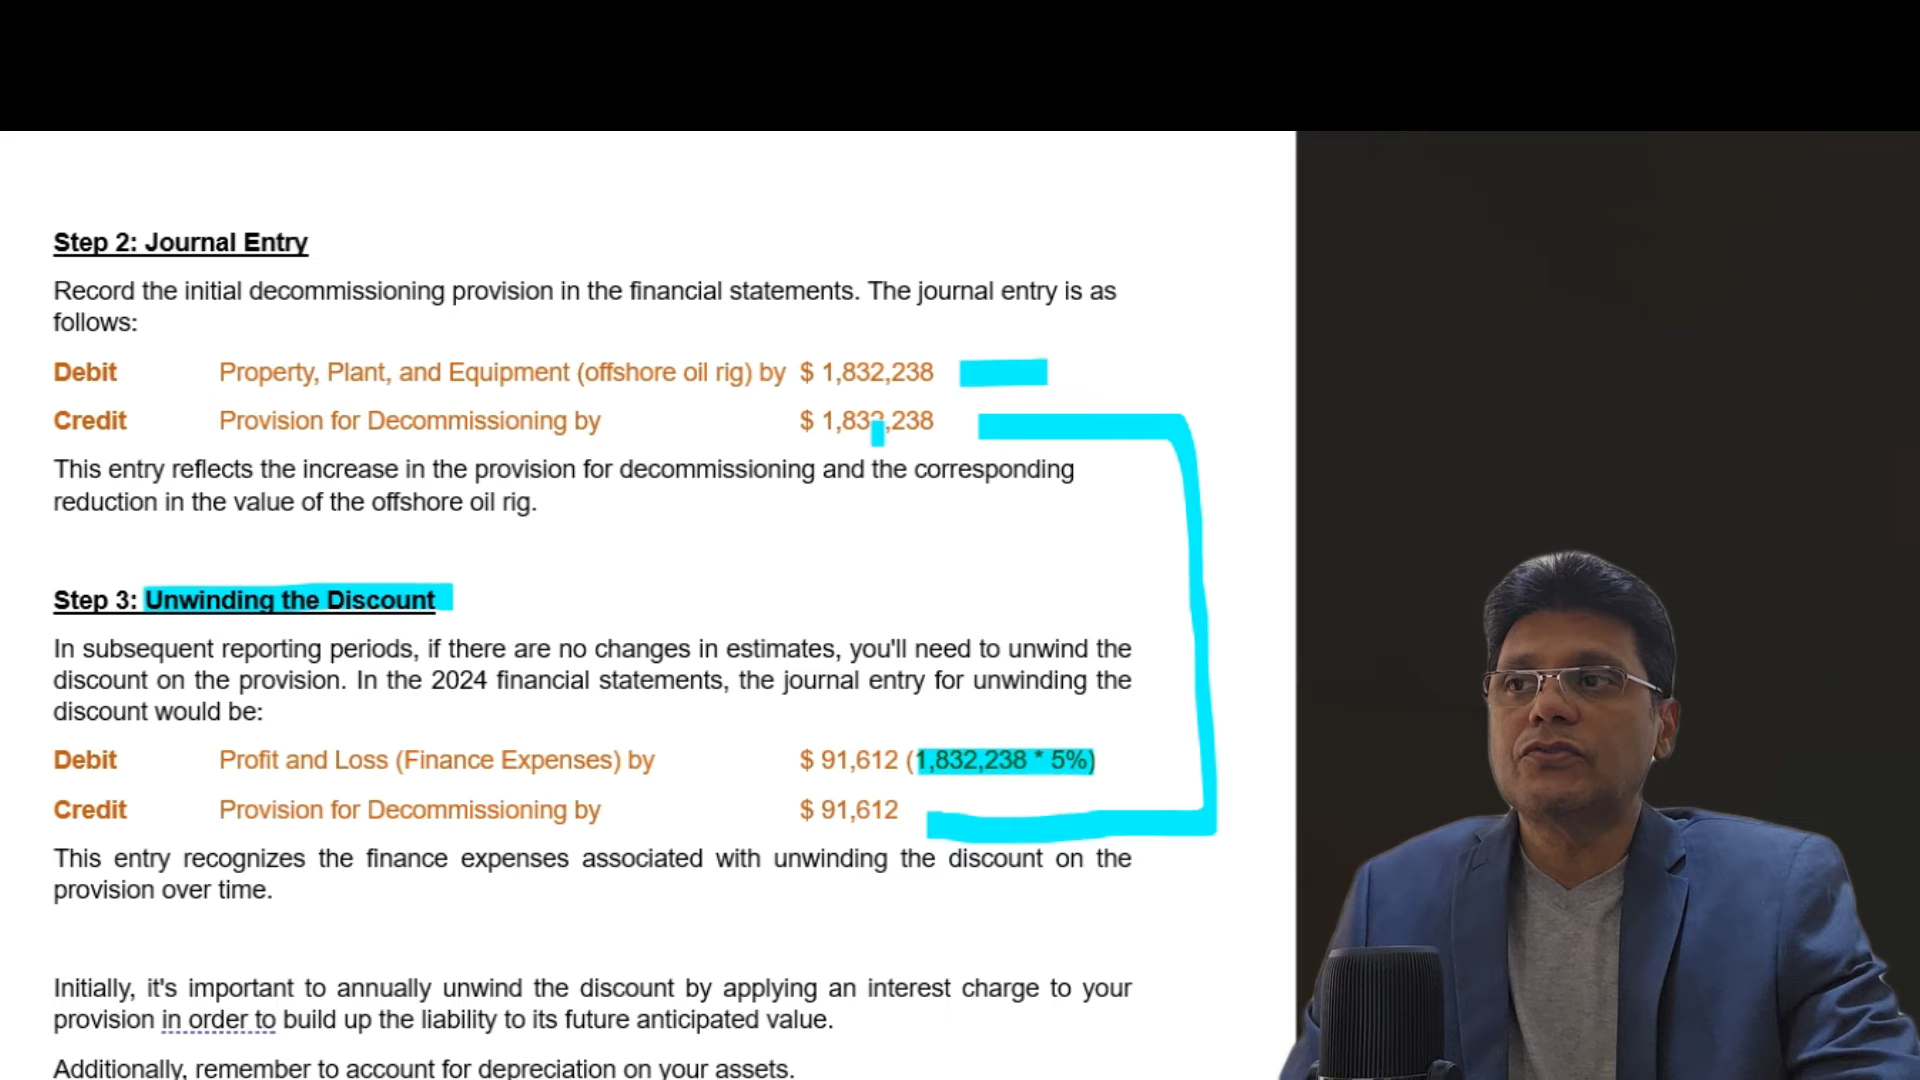 Step 2: Journal Entry
Record the initial decommissioning provision in the financial statements. The journal entry is as
follows:
Debit Property, Plant, and Equipment (offshore oil rig) by $ 1,832,238
Credit Provision for Decommissioning by $ 1,832,238
This entry reflects the increase in the provision for decommissioning and the corresponding
reduction in the value of the offshore oil rig.
Step 3: Unwinding the Discount
In subsequent reporting periods, if there are no changes in estimates, you'll need to unwind the
discount on the provision. In the 2024 financial statements, the journal entry for unwinding the
discount would be:
Debit Profit and Loss (Finance Expenses) by $ 91,612 (1,832,238 * 5%)
Credit Provision for Decommissioning by $ 91,612
This entry recognizes the finance expenses associated with unwinding the discount on the
provision over time.
Initially, it's important to annually unwind the discount by applying an interest charge to your
provision in order to build up the liability to its future anticipated value.
Additionally, remember to account for depreciation on your assets.